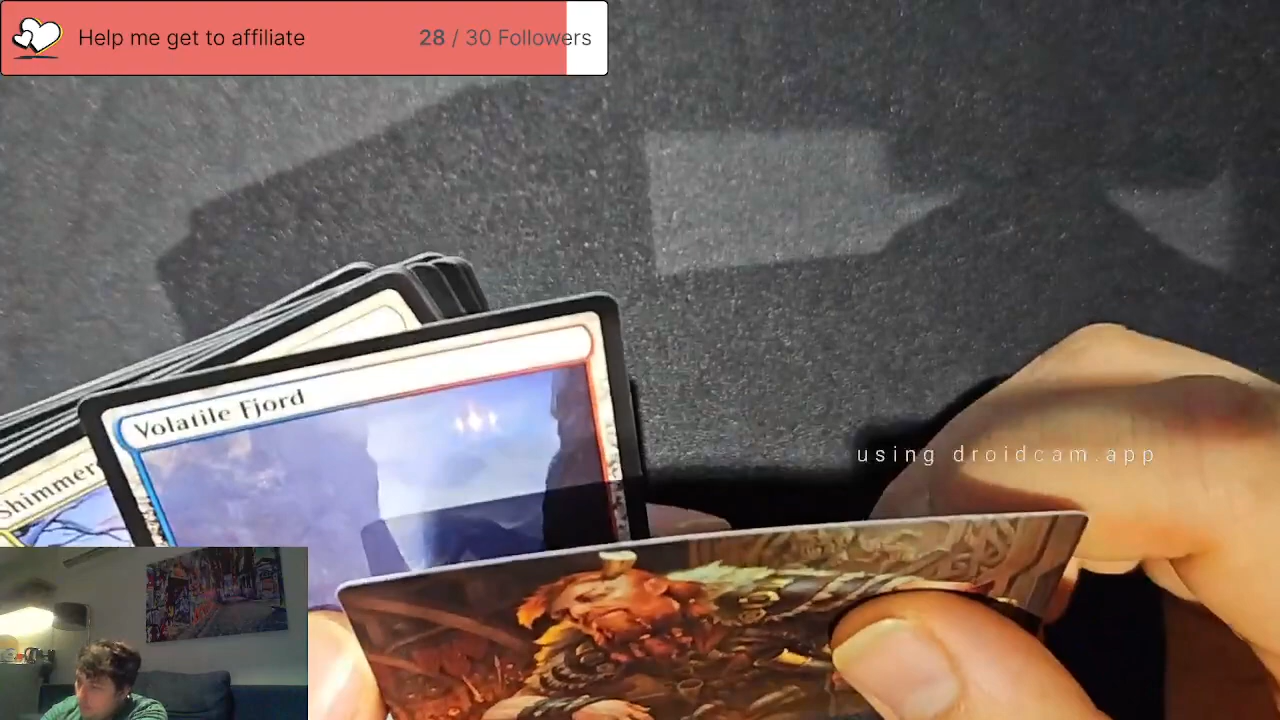 Help me get to affiliate
28 / 30 Followers
Volatile Fjord
Shimmer
using droidcam.app